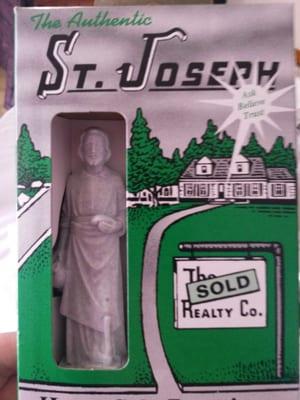 The Authentic
ST. JOSEPH
Ask
Believe
Trust
The
SOLD
REALTY CO.